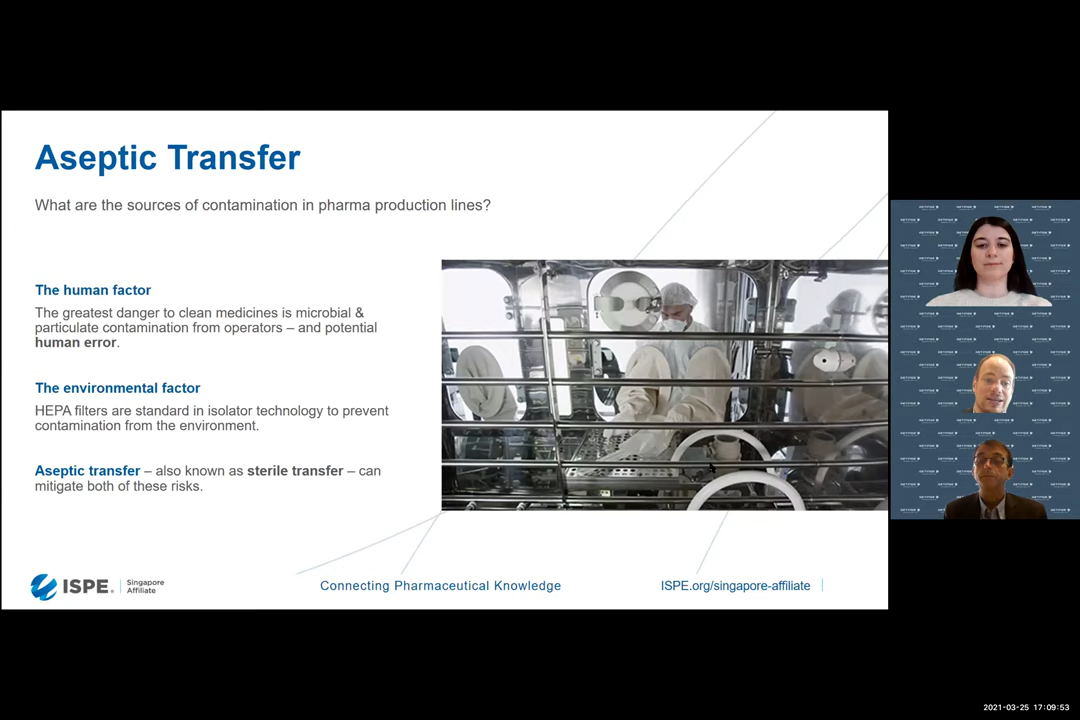 Aseptic Transfer
What are the sources of contamination in pharma production lines?
The human factor
The greatest danger to clean medicines is microbial &
particulate contamination from operators – and potential
human error.
The environmental factor
HEPA filters are standard in isolator technology to prevent
contamination from the environment.
Aseptic transfer – also known as sterile transfer – can
mitigate both of these risks.
ISPE®
Singapore
Affiliate
Connecting Pharmaceutical Knowledge
ISPE.org/singapore-affiliate
2021-03-25 17:09:53